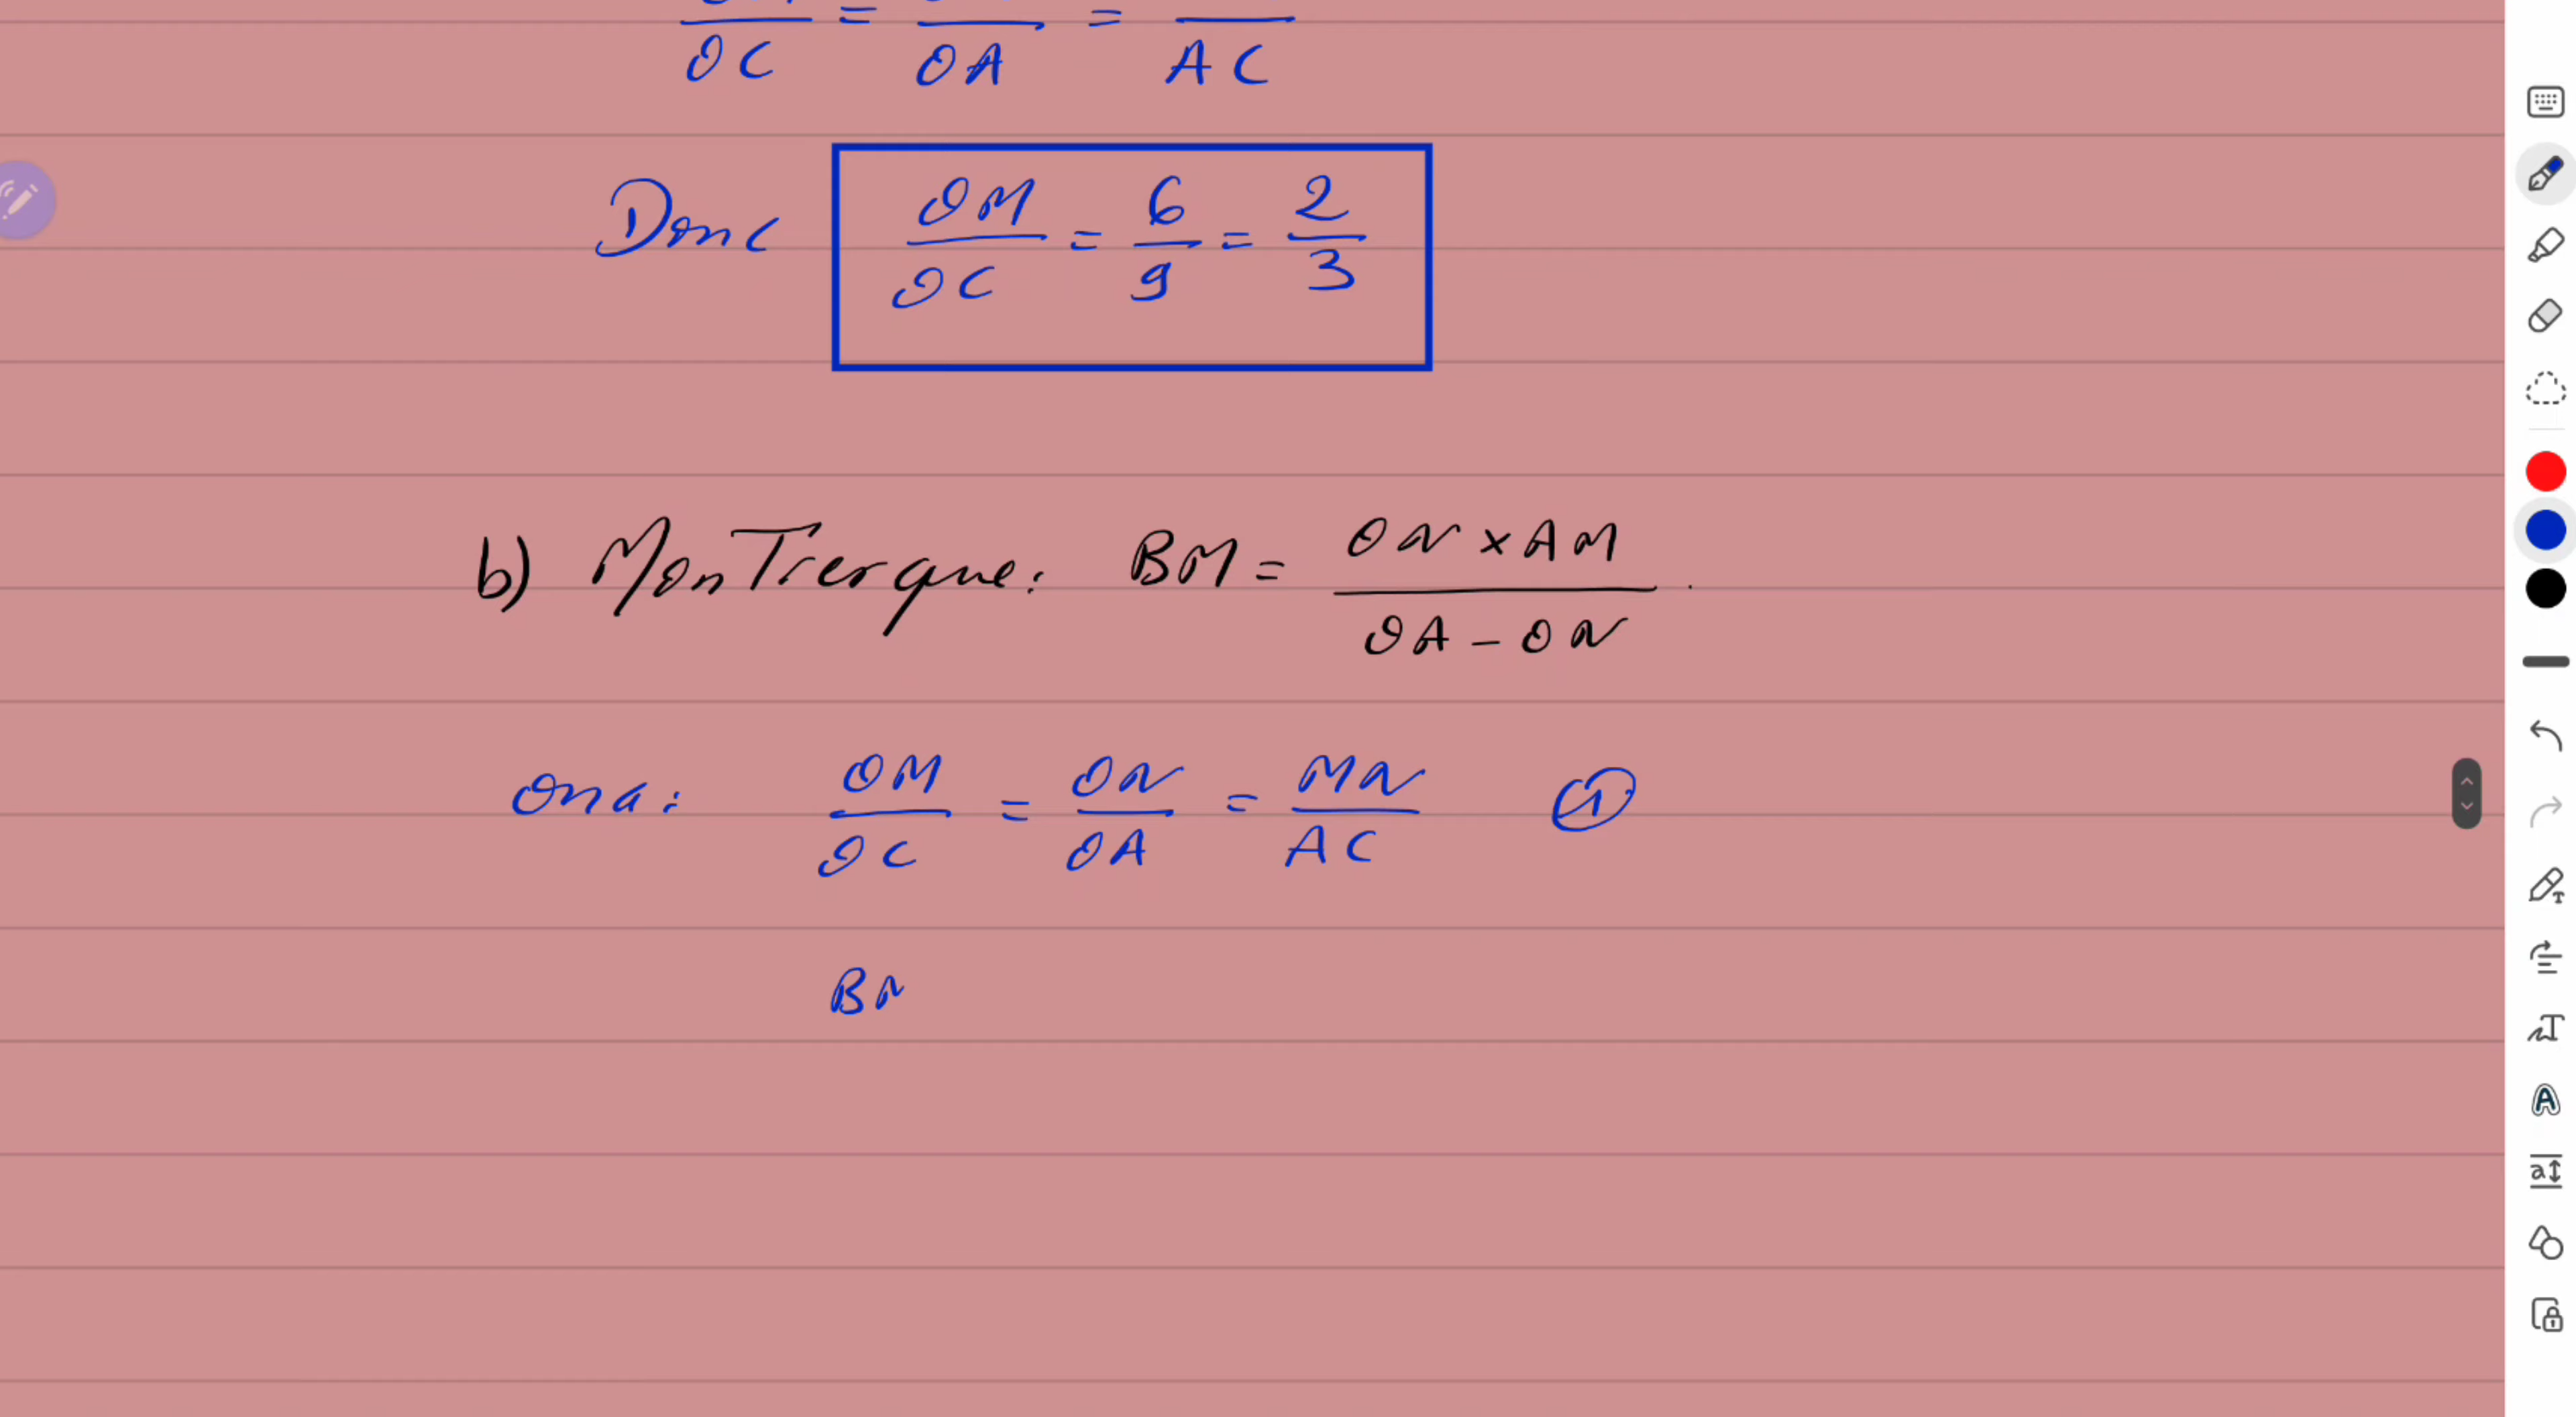 OC = OA = AC
Donc OM/OC = 6/9 = 2/3
b) Montrer que : BM = ON × AM / OA - ON .
On a : OM/OC = ON/OA = MN/AC ①
BM